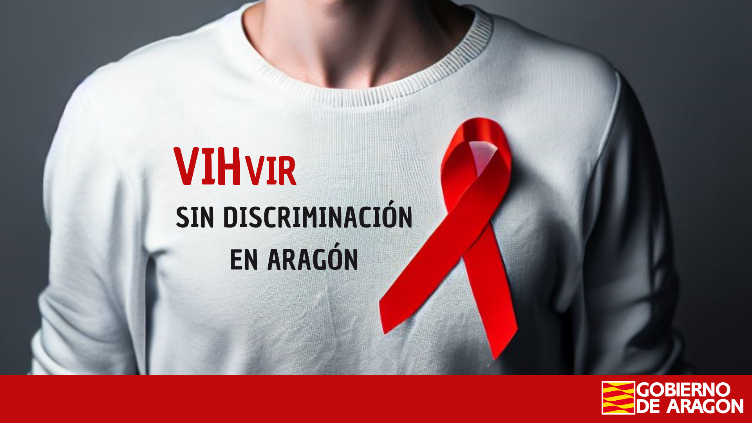 VIHVIR
SIN DISCRIMINACIÓN
EN ARAGÓN
GOBIERNO
DE ARAGON